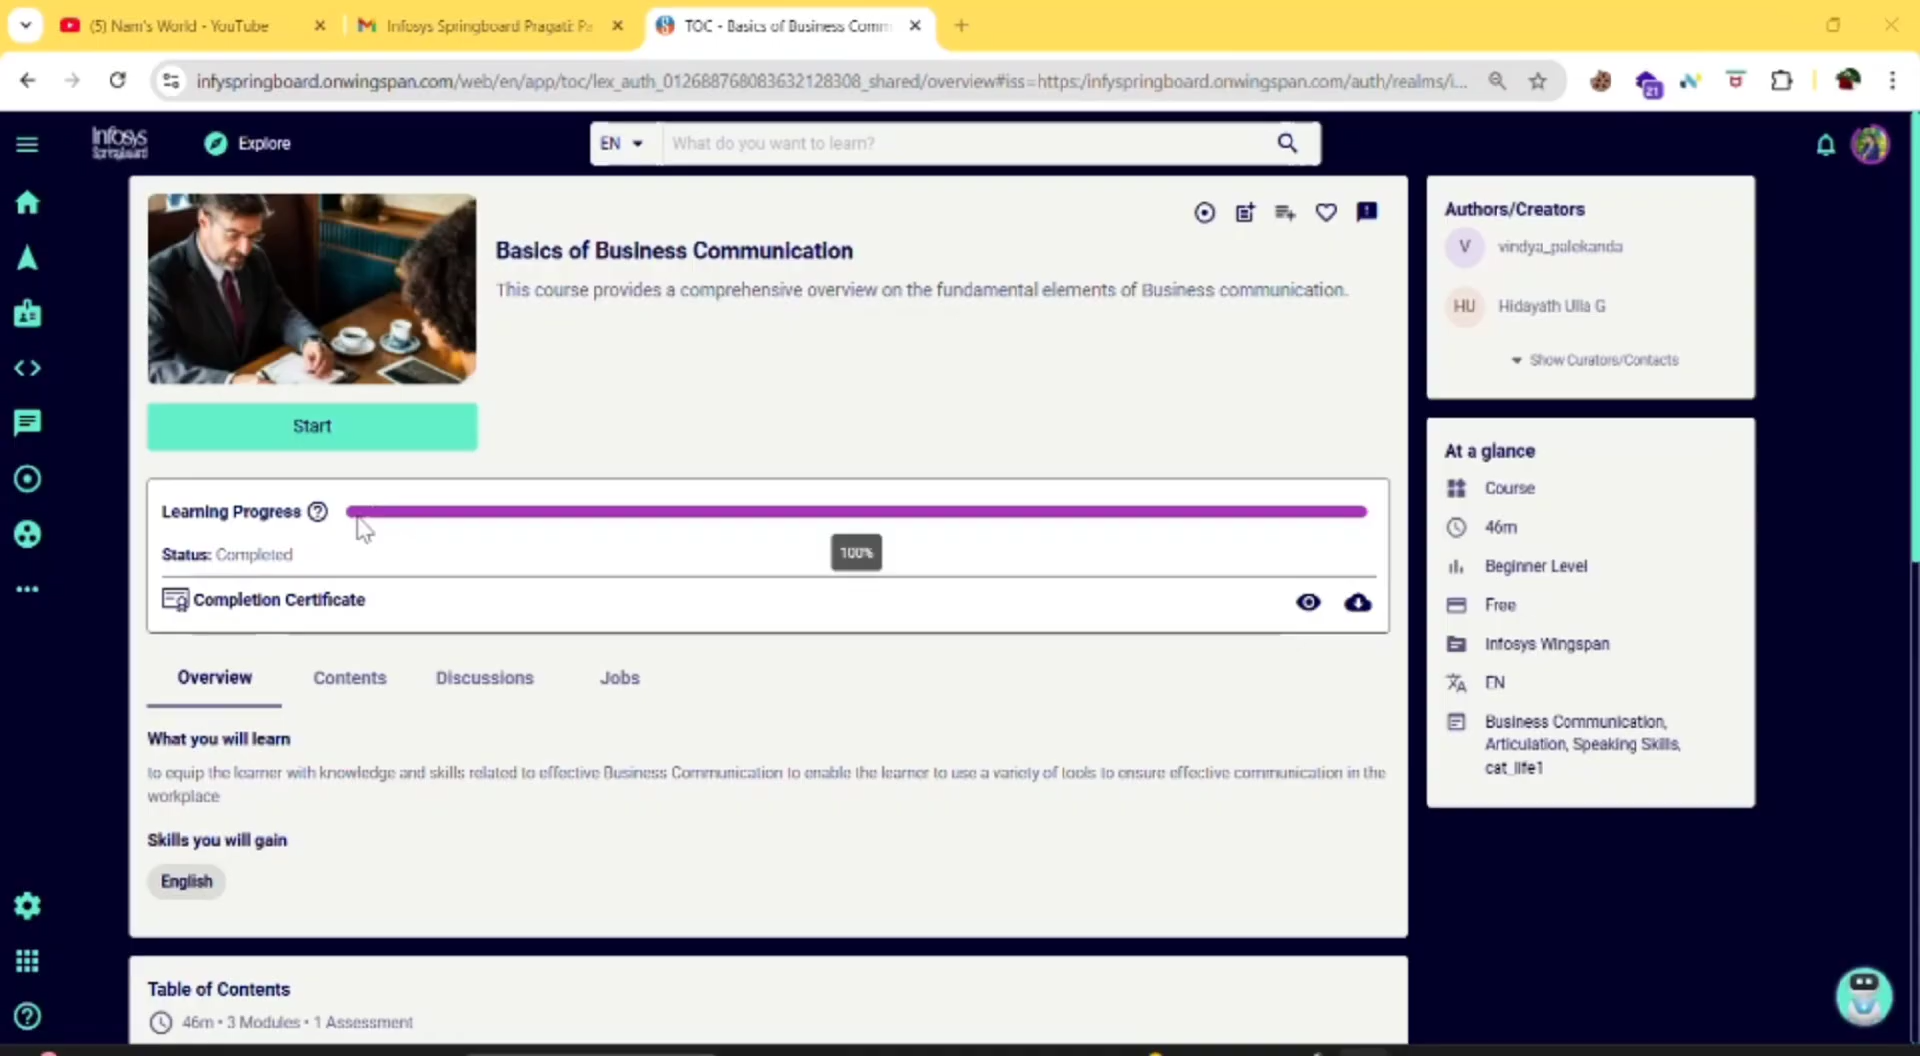 (5) Nam's World - YouTube
Infosys Springboard Pragati: Pa
TOC - Basics of Business Comm
infyspringboard.onwingspan.com/web/en/app/toc/lex_auth_012688768083632128308_shared/overview#iss=https:/infyspringboard.onwingspan.com/auth/realms/i...
21
Infosys
Springboard
Explore
EN
What do you want to learn?
Basics of Business Communication
This course provides a comprehensive overview on the fundamental elements of Business communication.
Start
Learning Progress
Status: Completed
100%
Completion Certificate
Overview
Contents
Discussions
Jobs
What you will learn
to equip the learner with knowledge and skills related to effective Business Communication to enable the learner to use a variety of tools to ensure effective communication in the
workplace
Skills you will gain
English
Table of Contents
46m • 3 Modules • 1 Assessment
Authors/Creators
V
vindya_palekanda
HU
Hidayath Ulla G
Show Curators/Contacts
At a glance
Course
46m
Beginner Level
Free
Infosys Wingspan
EN
Business Communication,
Articulation, Speaking Skills,
cat_life1